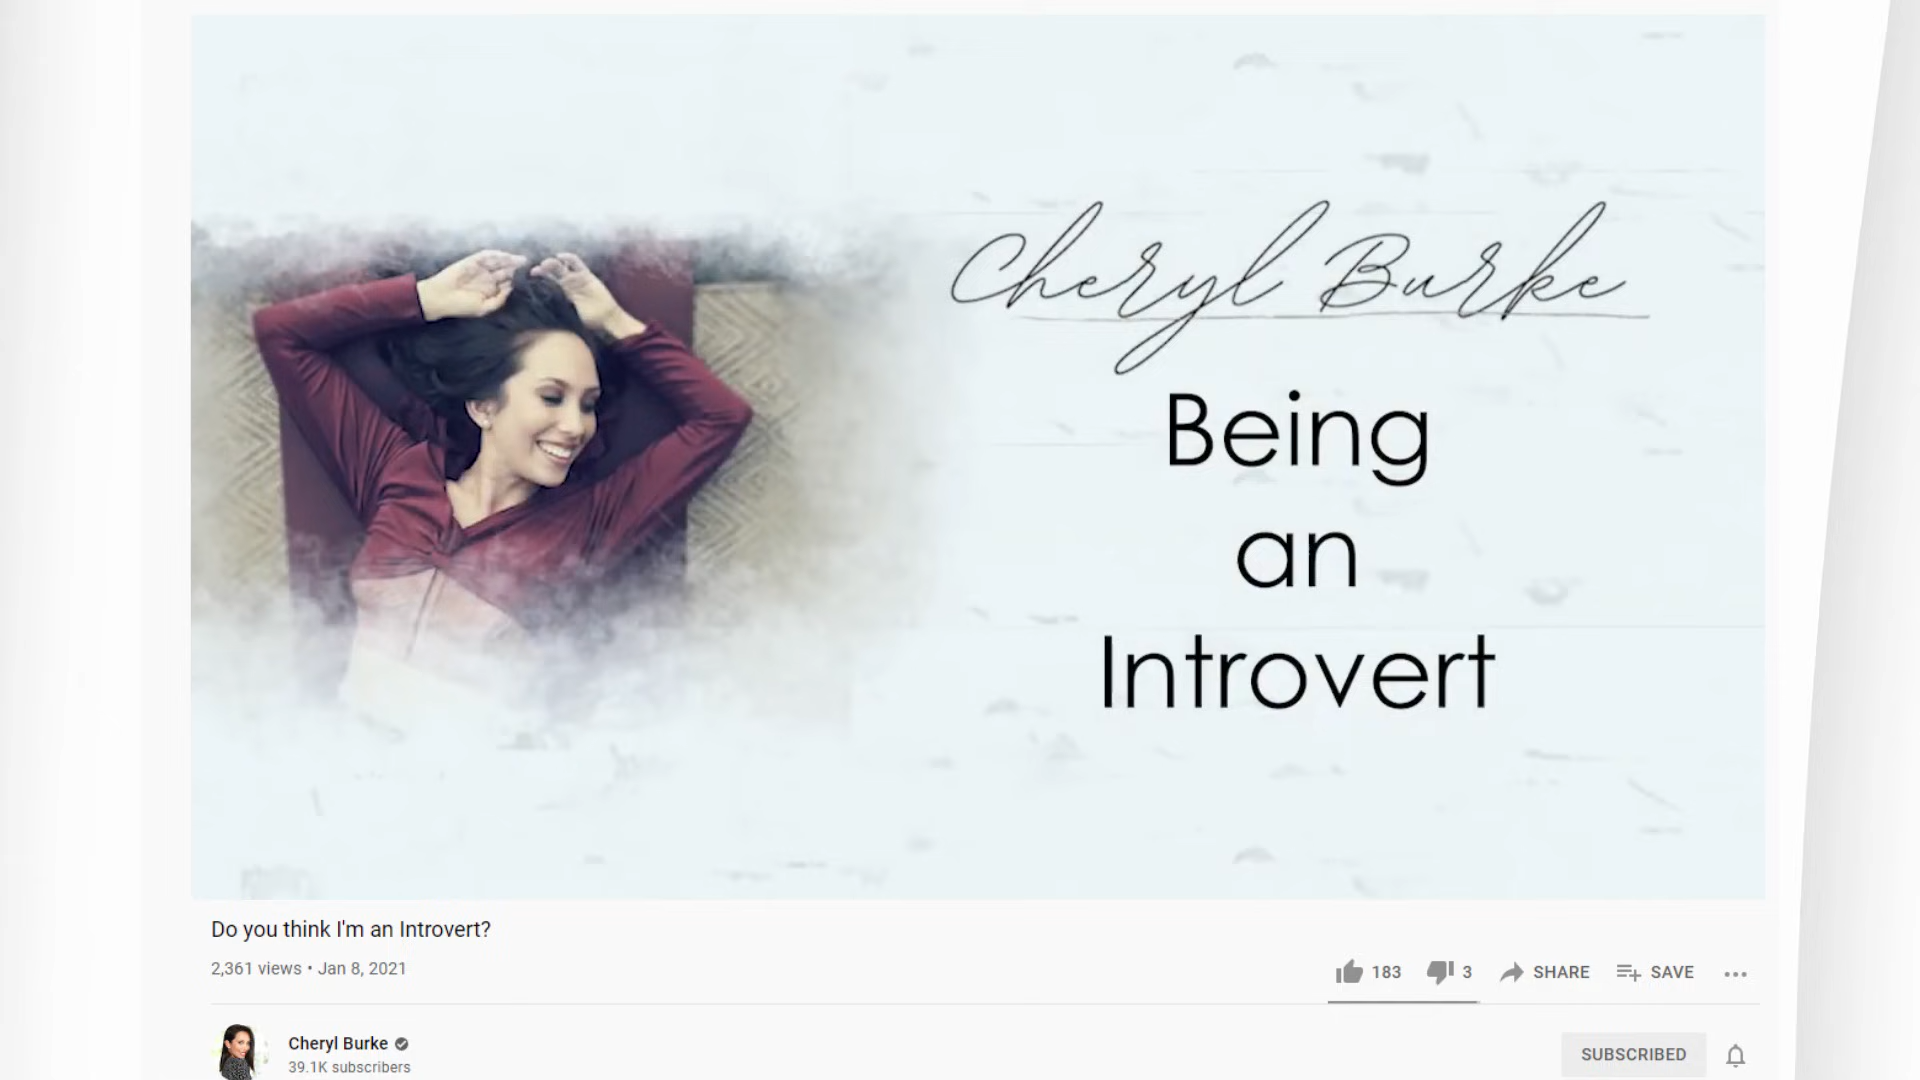 Cheryl Burke
Being
an
Introvert
Do you think I'm an Introvert?
2,361 views • Jan 8, 2021
183
3
SHARE
SAVE
Cheryl Burke
39.1K subscribers
SUBSCRIBED